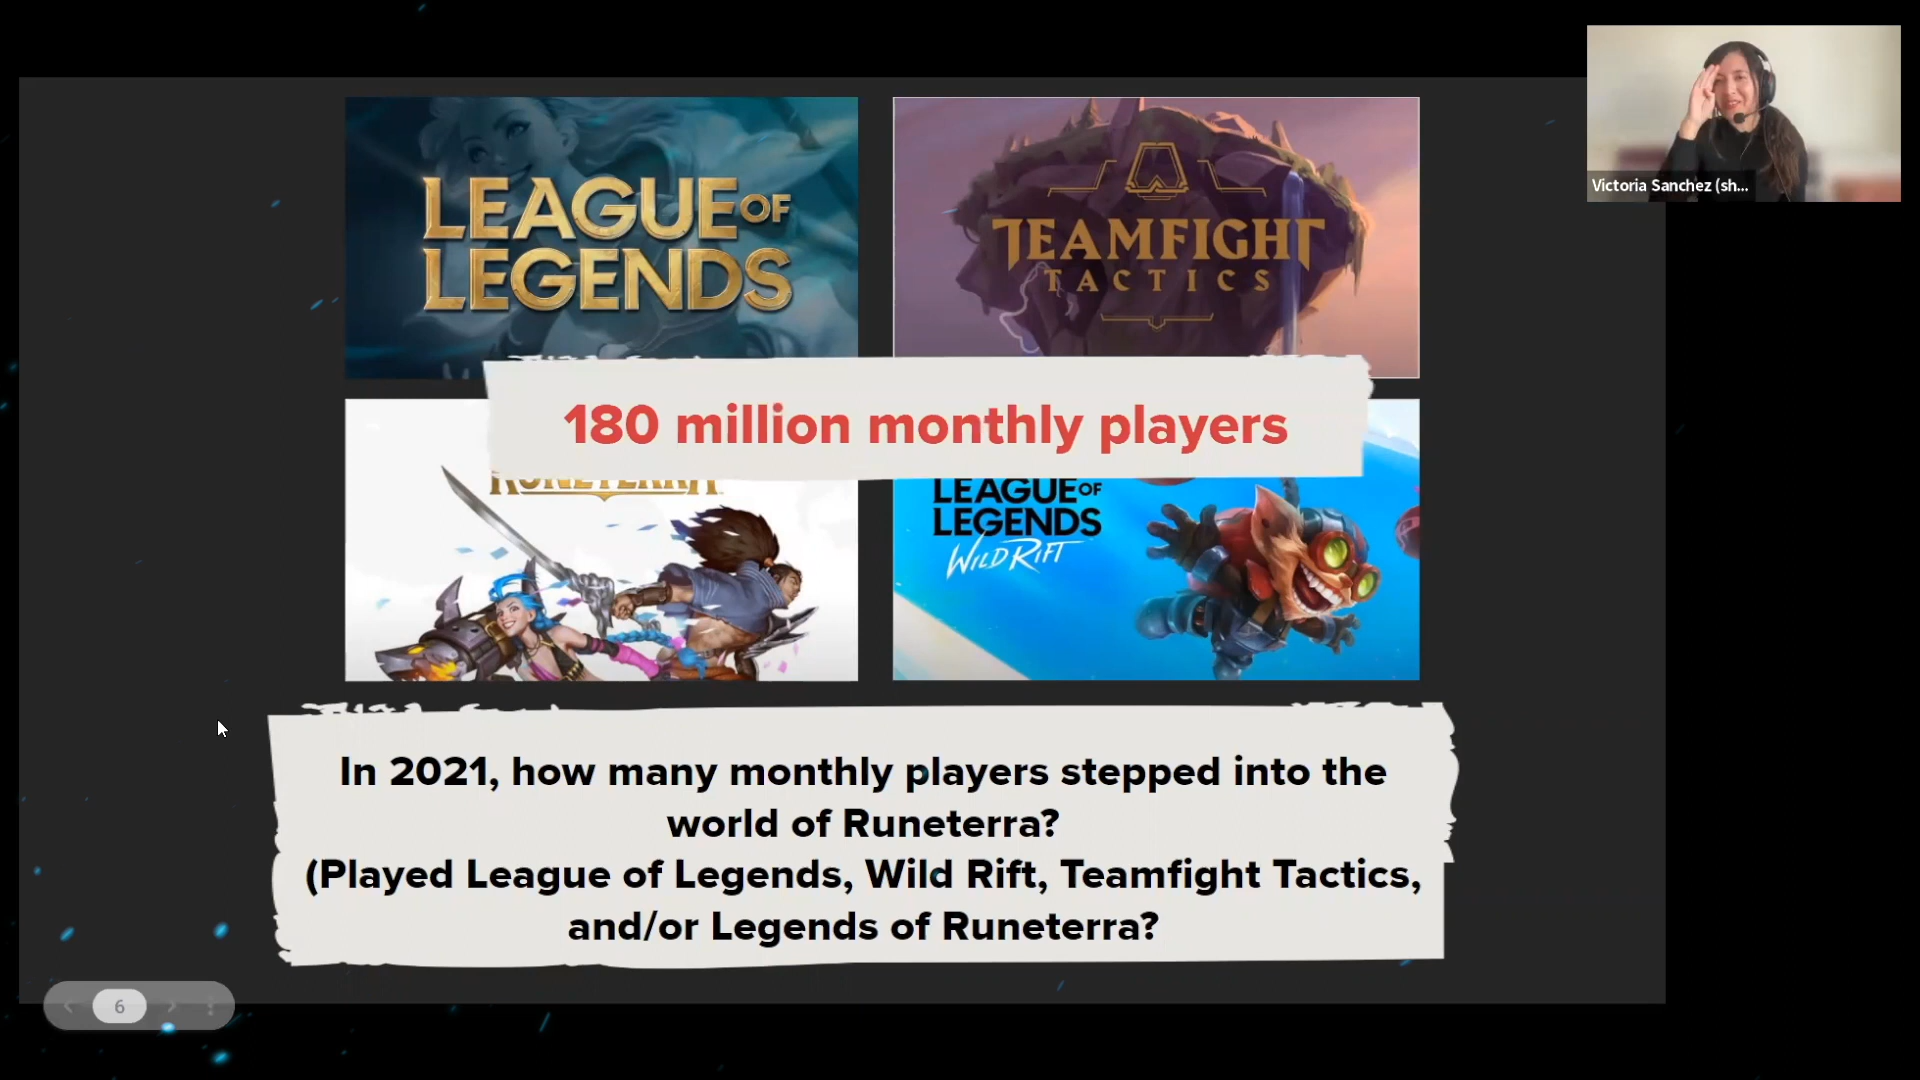 Victoria Sanchez (sh...
LEAGUE OF
LEGENDS
TEAMFIGHT
TACTICS
180 million monthly players
RUNETERRA
LEAGUE OF
LEGENDS
WILD RIFT
In 2021, how many monthly players stepped into the
world of Runeterra?
(Played League of Legends, Wild Rift, Teamfight Tactics,
and/or Legends of Runeterra?
6